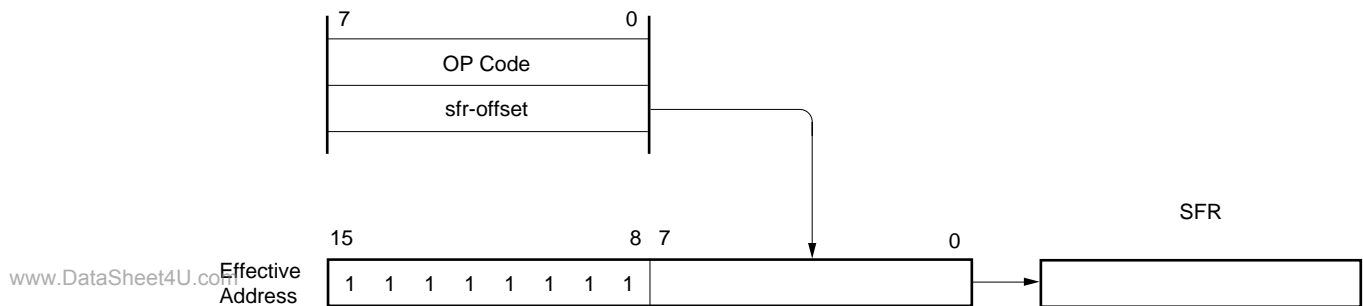 7 0
OP Code
sfr-offset
SFR
15 8 7 0
www.DataSheet4U.com
Effective
Address
1 1 1 1 1 1 1 1